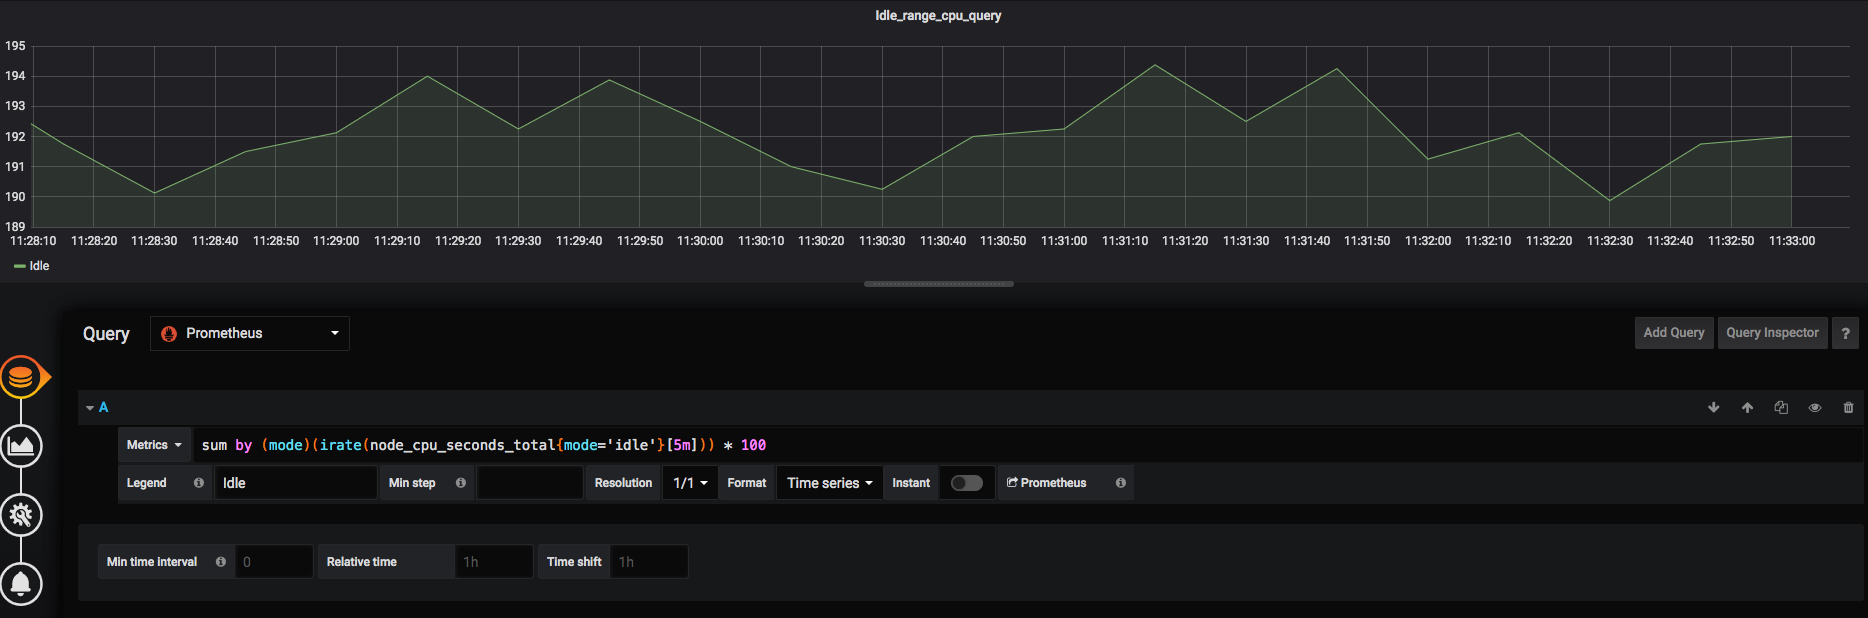 Idle_range_cpu_query
195
194
193
192
191
190
189
11:28:10 11:28:20 11:28:30 11:28:40 11:28:50 11:29:00 11:29:10 11:29:20 11:29:30 11:29:40 11:29:50 11:30:00 11:30:10 11:30:20 11:30:30 11:30:40 11:30:50 11:31:00 11:31:10 11:31:20 11:31:30 11:31:40 11:31:50 11:32:00 11:32:10 11:32:20 11:32:30 11:32:40 11:32:50 11:33:00
Idle
Query Prometheus Add Query Query Inspector ?
A
Metrics sum by (mode)(irate(node_cpu_seconds_total{mode='idle'}[5m])) * 100
Legend Idle Min step Resolution 1/1 Format Time series Instant Prometheus
Min time interval 0 Relative time 1h Time shift 1h